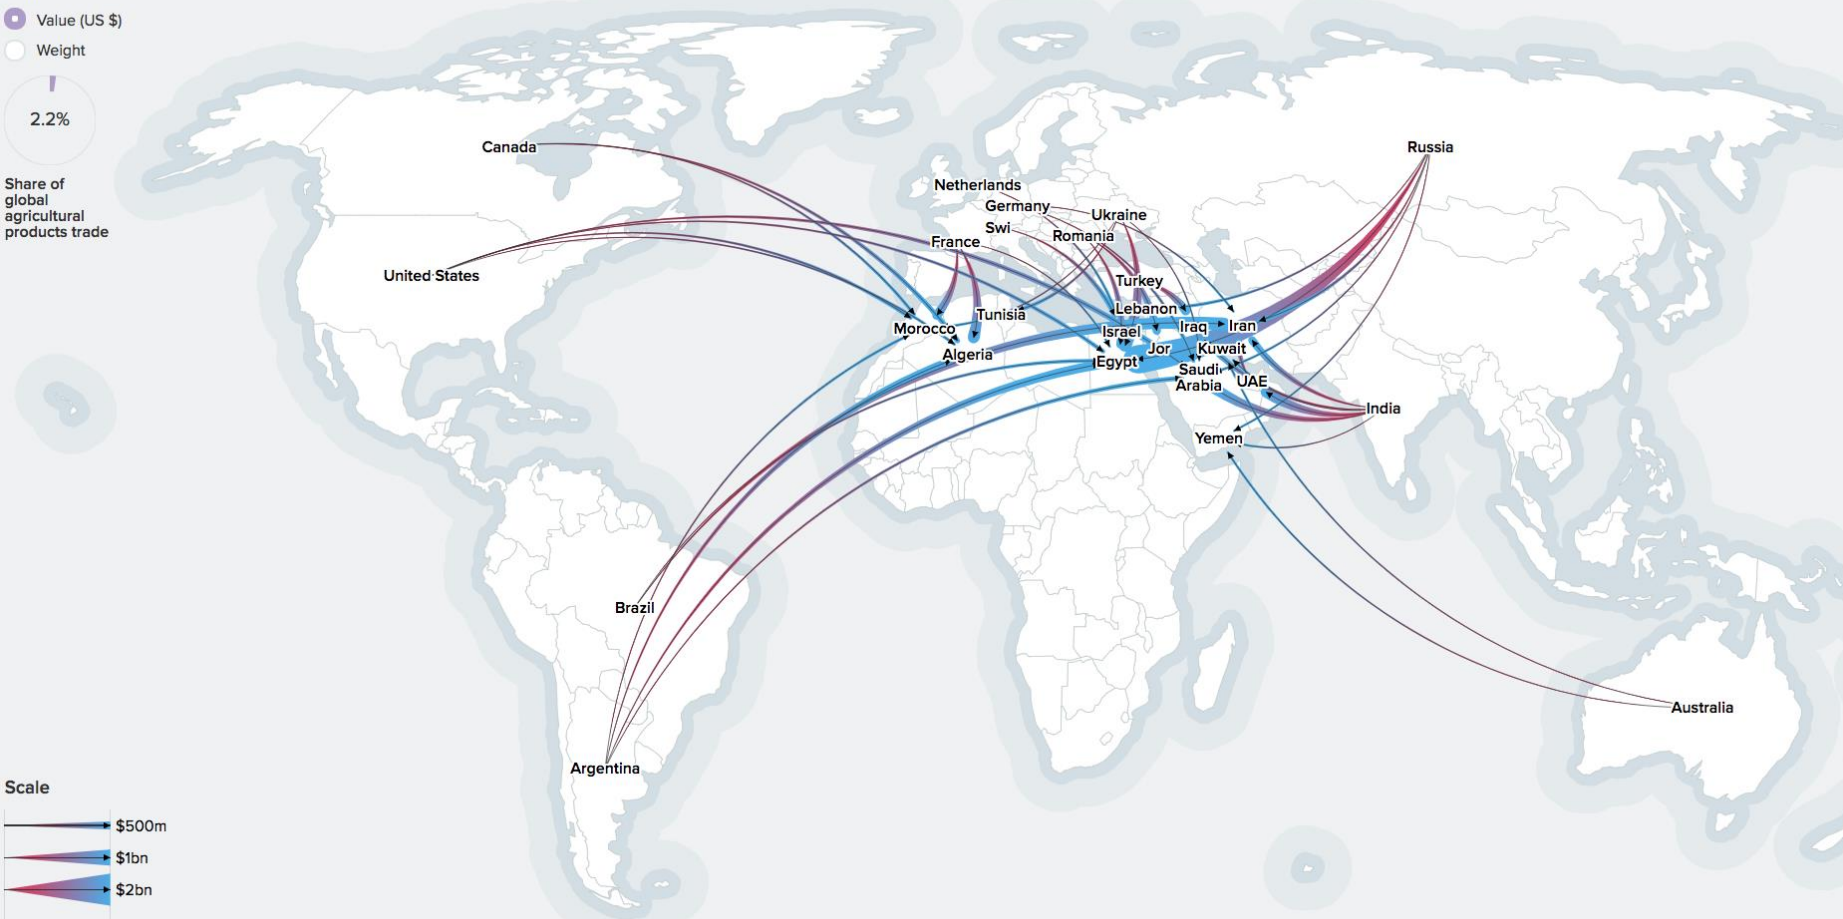 Value (US $)
Weight
2.2%
Share of
global
agricultural
products trade
Canada
Russia
Netherlands
Germany
Ukraine
Swi
Romania
France
United States
Turkey
Lebanon
Tunisia
Morocco
Israel
Iraq
Iran
Algeria
Jor
Kuwait
Egypt
Saudi
Arabia
UAE
India
Yemen
Brazil
Australia
Argentina
Scale
$500m
$1bn
$2bn